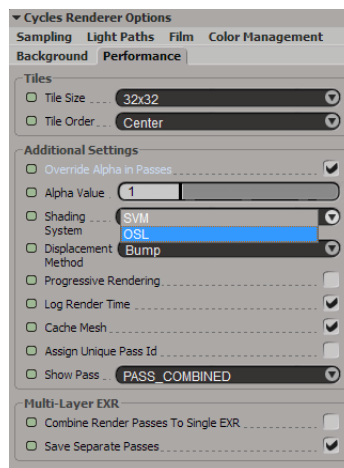 Cycles Renderer Options
Sampling Light Paths Film Color Management
Background Performance
Tiles
Tile Size 32x32
Tile Order Center
Additional Settings
Override Alpha in Passes
Alpha Value 1
Shading System SVM
OSL
Displacement Method Bump
Progressive Rendering
Log Render Time
Cache Mesh
Assign Unique Pass Id
Show Pass PASS_COMBINED
Multi-Layer EXR
Combine Render Passes To Single EXR
Save Separate Passes